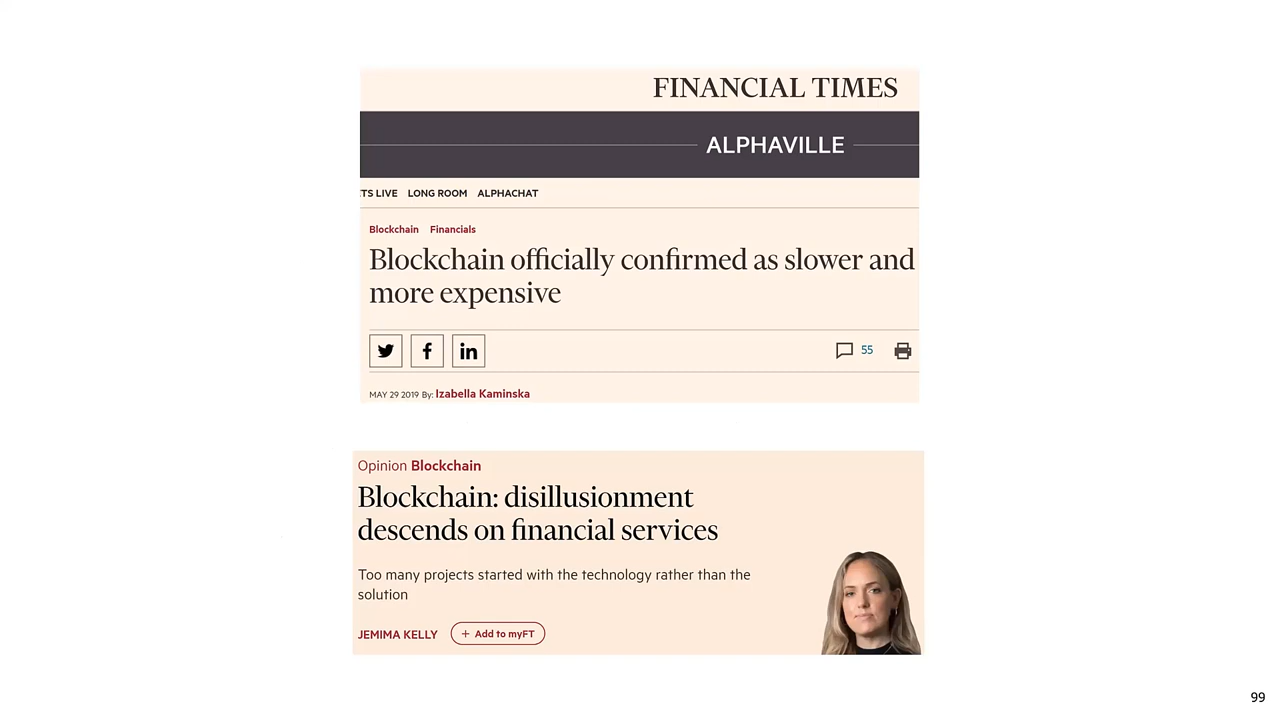 FINANCIAL TIMES
ALPHAVILLE
TS LIVE LONG ROOM ALPHACHAT
Blockchain Financials
Blockchain officially confirmed as slower and
more expensive
55
MAY 29 2019 By: Izabella Kaminska
Opinion Blockchain
Blockchain: disillusionment
descends on financial services
Too many projects started with the technology rather than the
solution
JEMIMA KELLY + Add to myFT
99